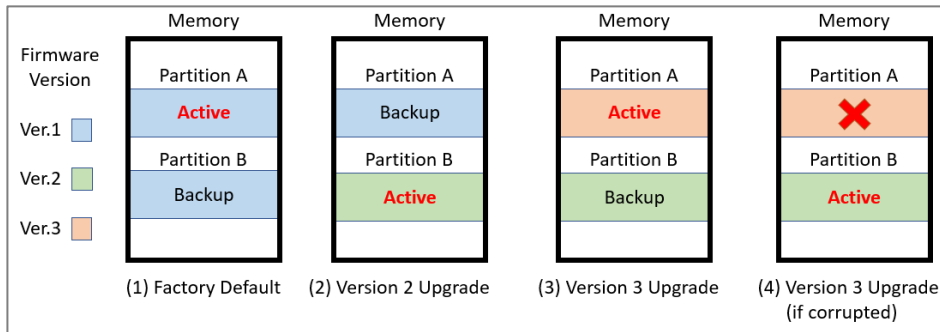 Firmware
Version
Ver.1
Ver.2
Ver.3
Memory
Partition A
Active
Partition B
Backup
(1) Factory Default
Memory
Partition A
Backup
Partition B
Active
(2) Version 2 Upgrade
Memory
Partition A
Active
Partition B
Backup
(3) Version 3 Upgrade
Memory
Partition A
Partition B
Active
(4) Version 3 Upgrade
(if corrupted)